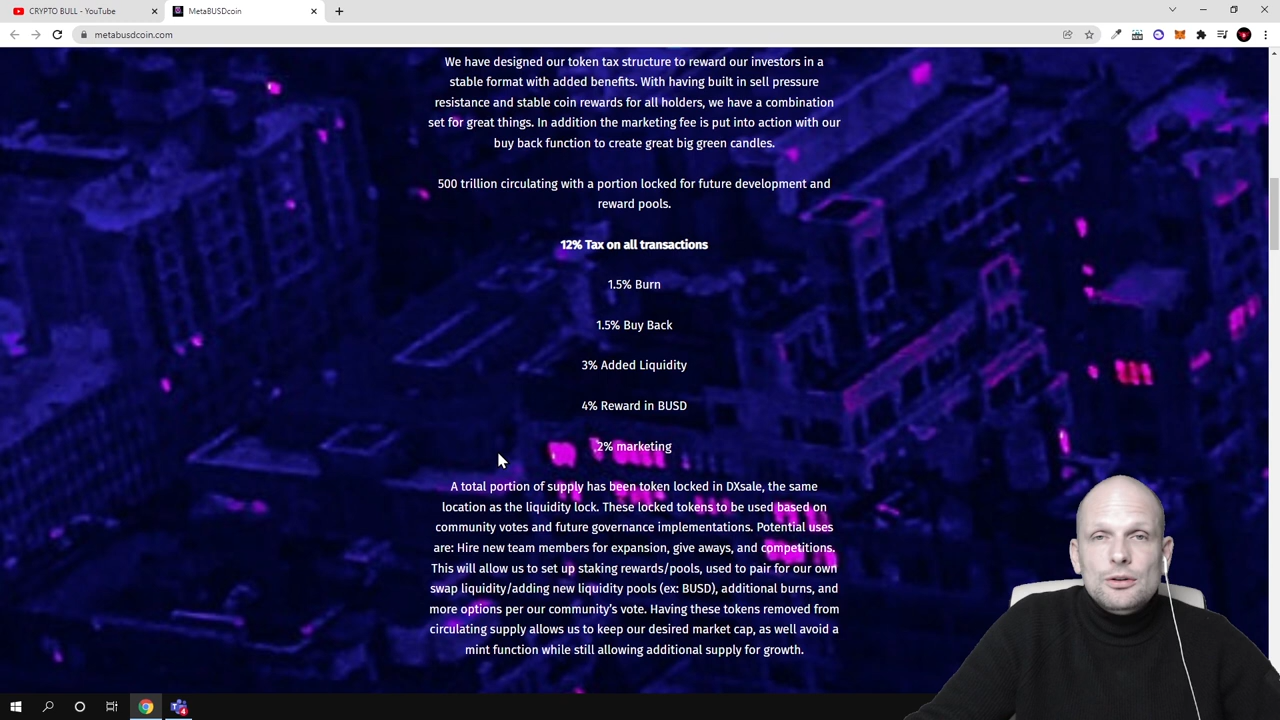 CRYPTO BULL - YouTube
MetaBUSDcoin
metabusdcoin.com
We have designed our token tax structure to reward our investors in a
stable format with added benefits. With having built in sell pressure
resistance and stable coin rewards for all holders, we have a combination
set for great things. In addition the marketing fee is put into action with our
buy back function to create great big green candles.
500 trillion circulating with a portion locked for future development and
reward pools.
12% Tax on all transactions
1.5% Burn
1.5% Buy Back
3% Added Liquidity
4% Reward in BUSD
2% marketing
A total portion of supply has been token locked in DXsale, the same
location as the liquidity lock. These locked tokens to be used based on
community votes and future governance implementations. Potential uses
are: Hire new team members for expansion, give aways, and competitions.
This will allow us to set up staking rewards/pools, used to pair for our own
swap liquidity/adding new liquidity pools (ex: BUSD), additional burns, and
more options per our community's vote. Having these tokens removed from
circulating supply allows us to keep our desired market cap, as well avoid a
mint function while still allowing additional supply for growth.